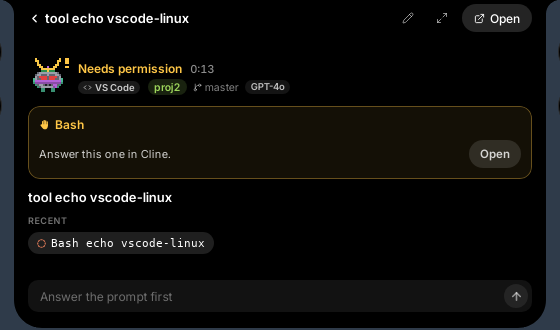 tool echo vscode-linux
Open
Needs permission 0:13
VS Code proj2 master GPT-4o
Bash
Answer this one in Cline.
Open
tool echo vscode-linux
RECENT
Bash echo vscode-linux
Answer the prompt first